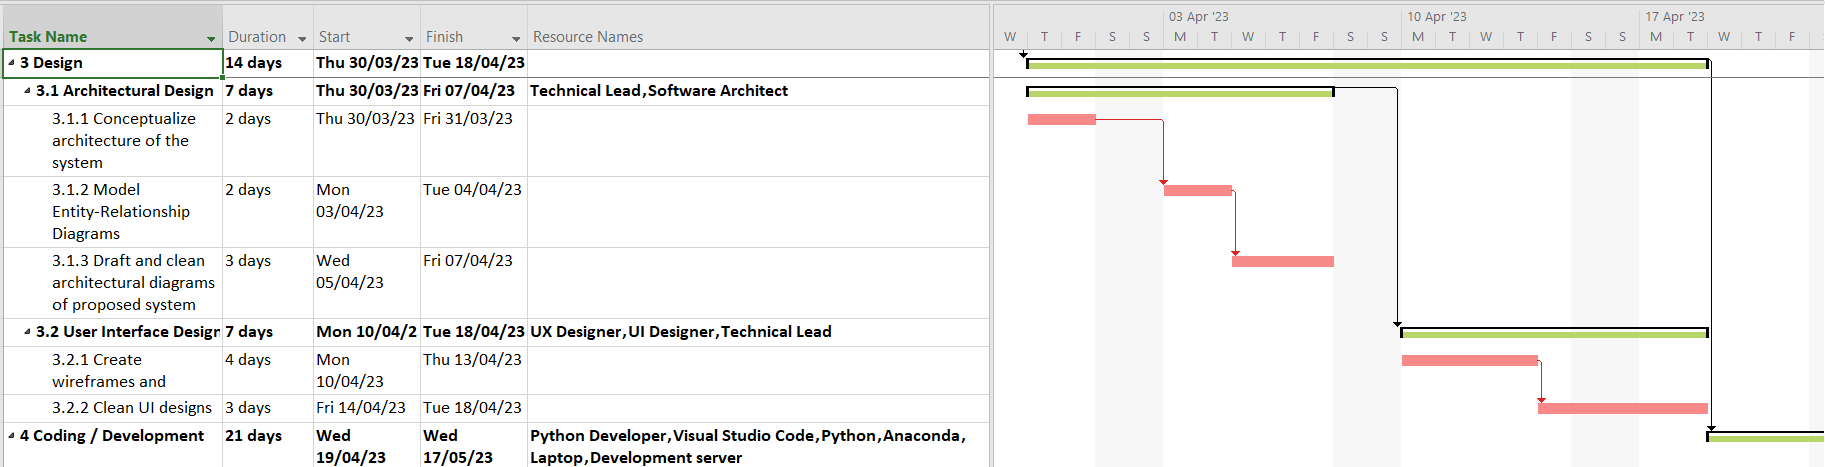 03 Apr '23 10 Apr '23 17 Apr '23
Task Name Duration Start Finish Resource Names W T F S S M T W T F S S M T W T F S S M T W T F S
3 Design 14 days Thu 30/03/23 Tue 18/04/23
3.1 Architectural Design 7 days Thu 30/03/23 Fri 07/04/23 Technical Lead,Software Architect
3.1.1 Conceptualize 2 days Thu 30/03/23 Fri 31/03/23
architecture of the
system
3.1.2 Model 2 days Mon Tue 04/04/23
Entity-Relationship 03/04/23
Diagrams
3.1.3 Draft and clean 3 days Wed Fri 07/04/23
architectural diagrams 05/04/23
of proposed system
3.2 User Interface Design 7 days Mon 10/04/2 Tue 18/04/23 UX Designer,UI Designer,Technical Lead
3.2.1 Create 4 days Mon Thu 13/04/23
wireframes and 10/04/23
3.2.2 Clean UI designs 3 days Fri 14/04/23 Tue 18/04/23
4 Coding / Development 21 days Wed Wed Python Developer,Visual Studio Code,Python,Anaconda,
19/04/23 17/05/23 Laptop,Development server